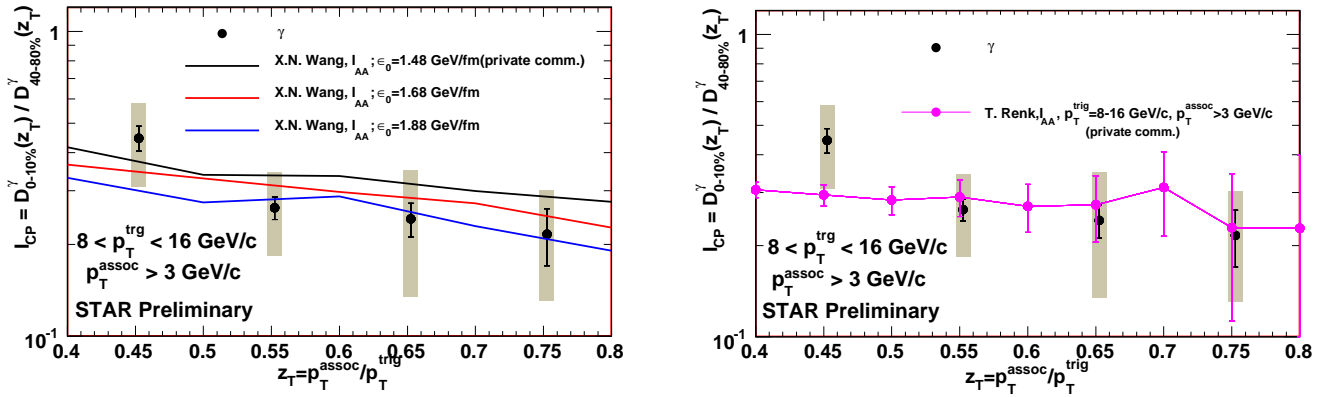 I_CP = D^γ_0-10%(z_T) / D^γ_40-80%(z_T)
1
10^-1
γ
X.N. Wang, I_AA ;ε_0=1.48 GeV/fm(private comm.)
X.N. Wang, I_AA ;ε_0=1.68 GeV/fm
X.N. Wang, I_AA ;ε_0=1.88 GeV/fm
8 < p_T^trg < 16 GeV/c
p_T^assoc > 3 GeV/c
STAR Preliminary
0.4 0.45 0.5 0.55 0.6 0.65 0.7 0.75 0.8
z_T=p_T^assoc/p_T^trig
I_CP = D^γ_0-10%(z_T) / D^γ_40-80%(z_T)
1
10^-1
γ
T. Renk,I_AA, p_T^trig=8-16 GeV/c, p_T^assoc>3 GeV/c
(private comm.)
8 < p_T^trg < 16 GeV/c
p_T^assoc > 3 GeV/c
STAR Preliminary
0.4 0.45 0.5 0.55 0.6 0.65 0.7 0.75 0.8
z_T=p_T^assoc/p_T^trig